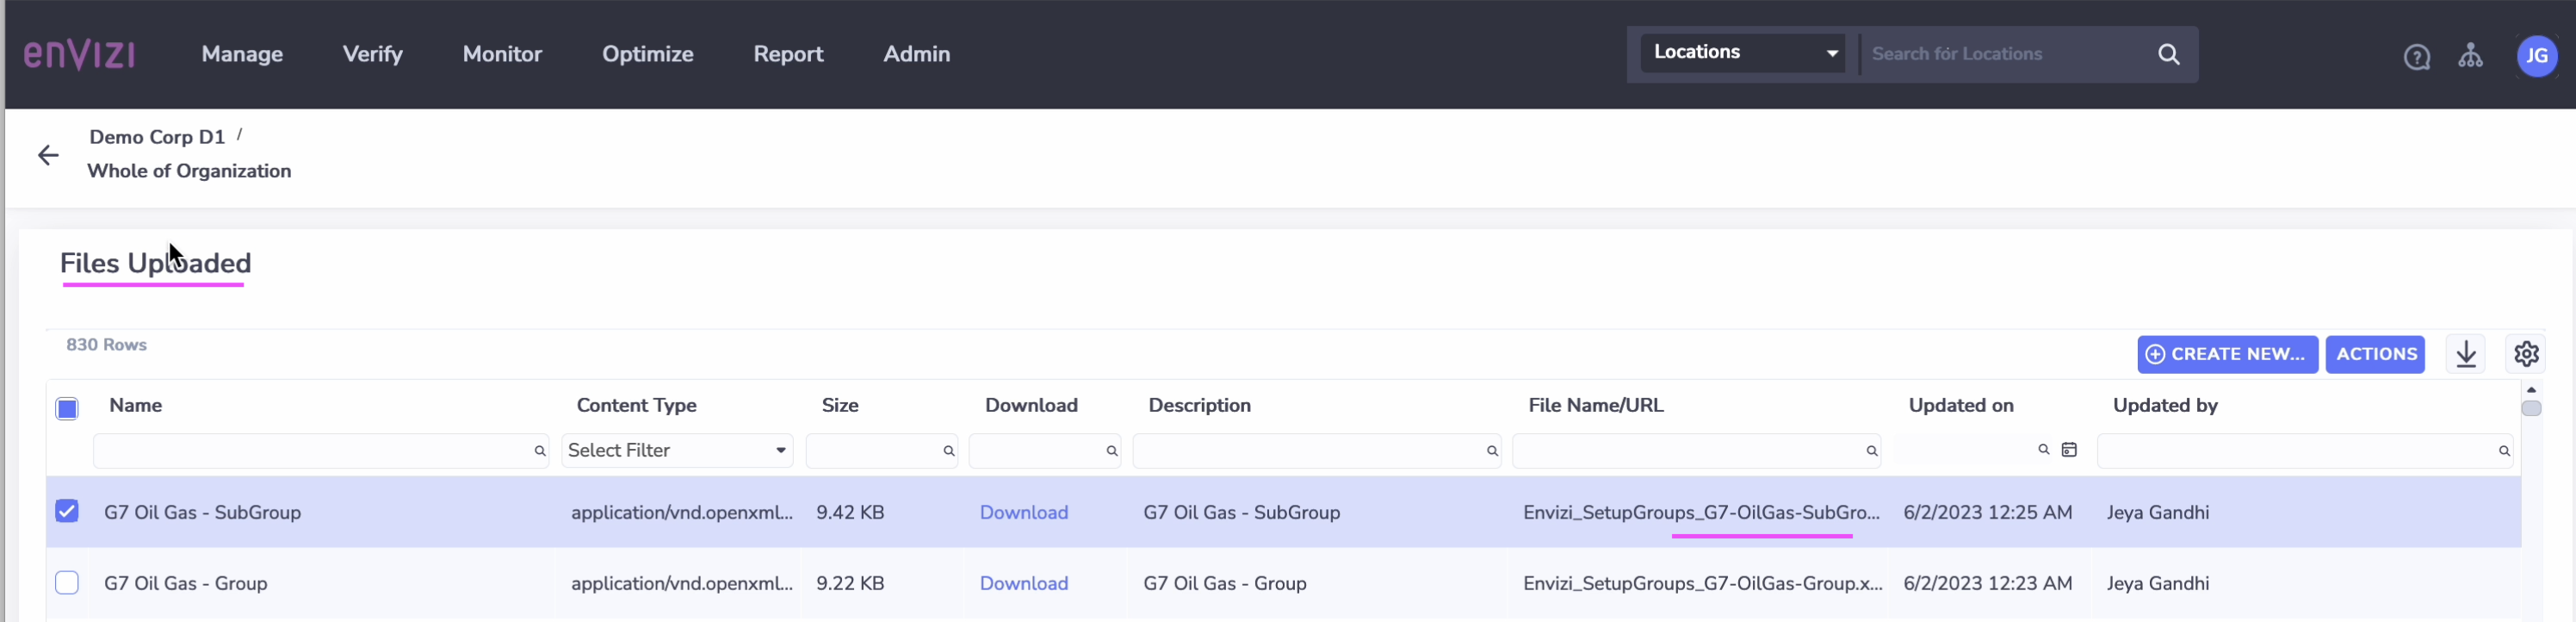 enVIZI Manage Verify Monitor Optimize Report Admin Locations Search for Locations JG
Demo Corp D1 /
Whole of Organization
Files Uploaded
830 Rows CREATE NEW... ACTIONS
Name Content Type Size Download Description File Name/URL Updated on Updated by
Select Filter
G7 Oil Gas - SubGroup application/vnd.openxml... 9.42 KB Download G7 Oil Gas - SubGroup Envizi_SetupGroups_G7-OilGas-SubGro... 6/2/2023 12:25 AM Jeya Gandhi
G7 Oil Gas - Group application/vnd.openxml... 9.22 KB Download G7 Oil Gas - Group Envizi_SetupGroups_G7-OilGas-Group.x... 6/2/2023 12:23 AM Jeya Gandhi